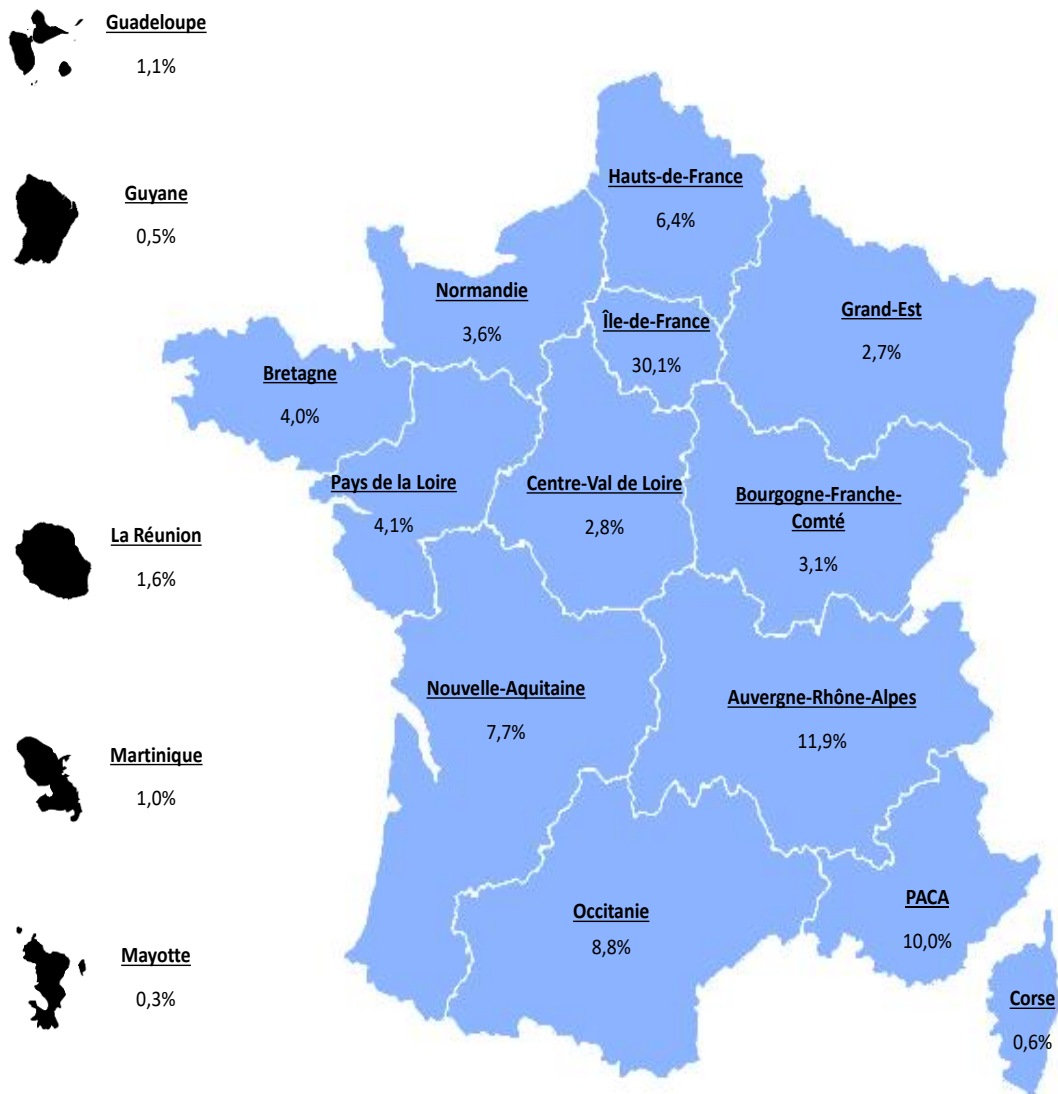 Guadeloupe
1,1%
Guyane
0,5%
La Réunion
1,6%
Martinique
1,0%
Mayotte
0,3%
Hauts-de-France
6,4%
Normandie
3,6%
Île-de-France
30,1%
Grand-Est
2,7%
Bretagne
4,0%
Pays de la Loire
4,1%
Centre-Val de Loire
2,8%
Bourgogne-Franche-
Comté
3,1%
Nouvelle-Aquitaine
7,7%
Auvergne-Rhône-Alpes
11,9%
Occitanie
8,8%
PACA
10,0%
Corse
0,6%